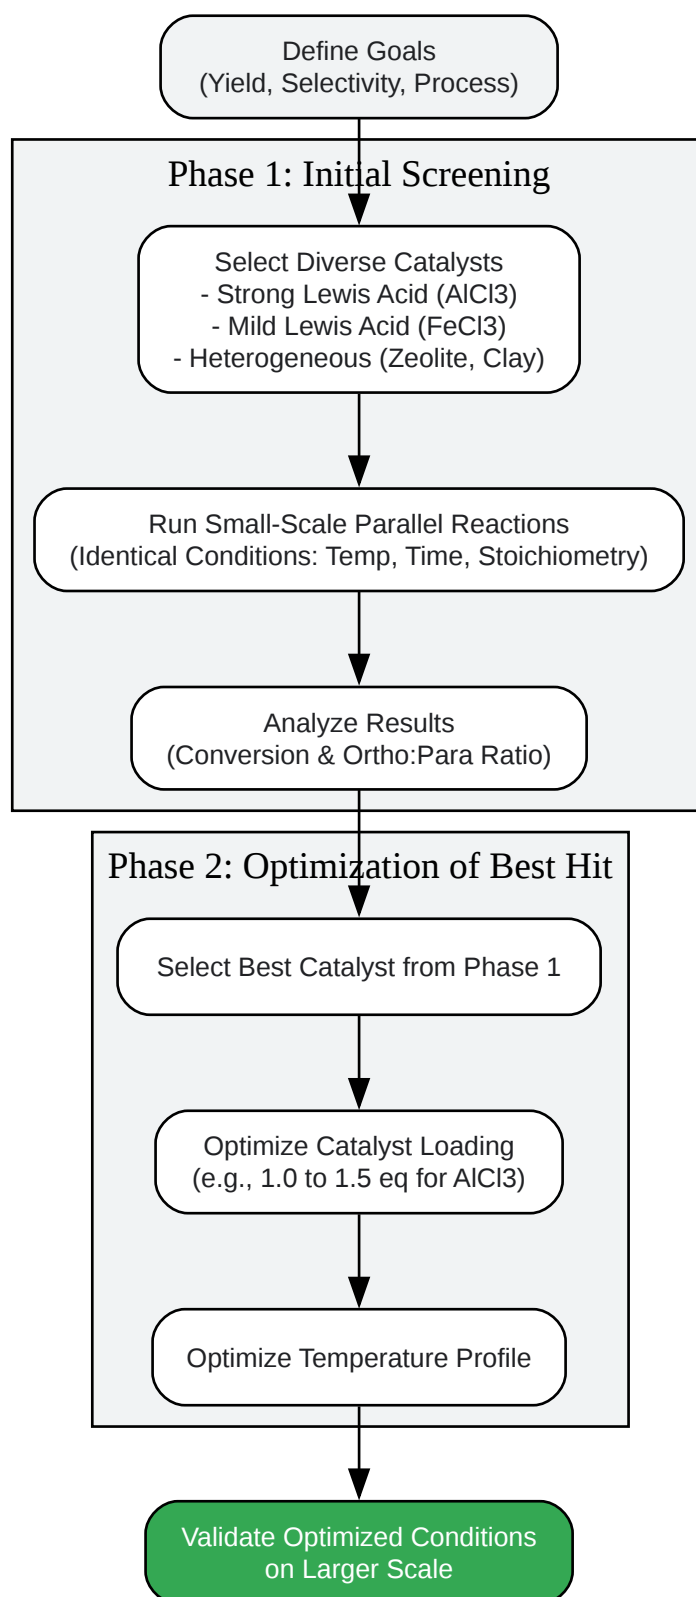 Define Goals
(Yield, Selectivity, Process)
Phase 1: Initial Screening
Select Diverse Catalysts
- Strong Lewis Acid (AlCl3)
- Mild Lewis Acid (FeCl3)
- Heterogeneous (Zeolite, Clay)
Run Small-Scale Parallel Reactions
(Identical Conditions: Temp, Time, Stoichiometry)
Analyze Results
(Conversion & Ortho:Para Ratio)
Phase 2: Optimization of Best Hit
Select Best Catalyst from Phase 1
Optimize Catalyst Loading
(e.g., 1.0 to 1.5 eq for AlCl3)
Optimize Temperature Profile
Validate Optimized Conditions
on Larger Scale